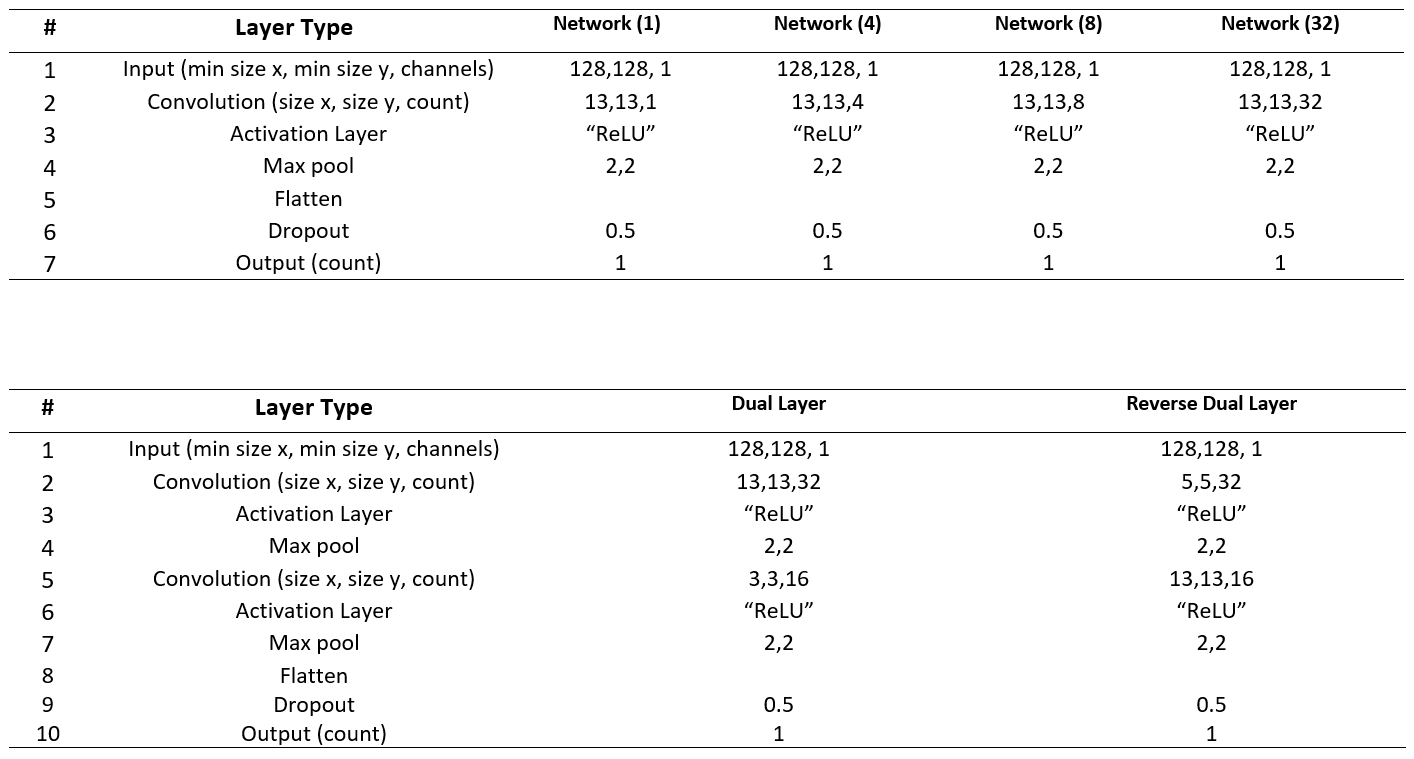 # Layer Type Network (1) Network (4) Network (8) Network (32)
1 Input (min size x, min size y, channels) 128,128, 1 128,128, 1 128,128, 1 128,128, 1
2 Convolution (size x, size y, count) 13,13,1 13,13,4 13,13,8 13,13,32
3 Activation Layer “ReLU” “ReLU” “ReLU” “ReLU”
4 Max pool 2,2 2,2 2,2 2,2
5 Flatten
6 Dropout 0.5 0.5 0.5 0.5
7 Output (count) 1 1 1 1
# Layer Type Dual Layer Reverse Dual Layer
1 Input (min size x, min size y, channels) 128,128, 1 128,128, 1
2 Convolution (size x, size y, count) 13,13,32 5,5,32
3 Activation Layer “ReLU” “ReLU”
4 Max pool 2,2 2,2
5 Convolution (size x, size y, count) 3,3,16 13,13,16
6 Activation Layer “ReLU” “ReLU”
7 Max pool 2,2 2,2
8 Flatten
9 Dropout 0.5 0.5
10 Output (count) 1 1